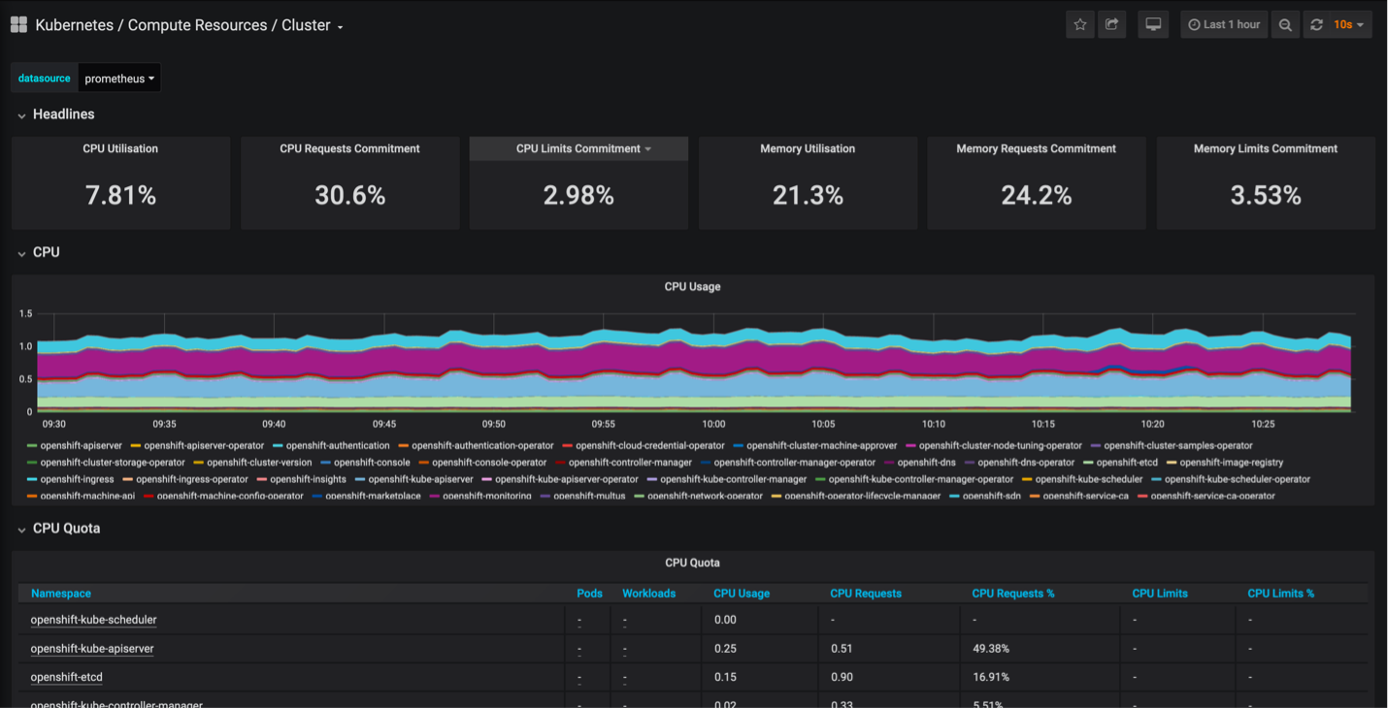 Kubernetes / Compute Resources / Cluster
Last 1 hour 10s
datasource prometheus
Headlines
CPU Utilisation CPU Requests Commitment CPU Limits Commitment Memory Utilisation Memory Requests Commitment Memory Limits Commitment
7.81% 30.6% 2.98% 21.3% 24.2% 3.53%
CPU
CPU Usage
1.5
1.0
0.5
0
09:30 09:35 09:40 09:45 09:50 09:55 10:00 10:05 10:10 10:15 10:20 10:25
openshift-apiserver openshift-apiserver-operator openshift-authentication openshift-authentication-operator openshift-cloud-credential-operator openshift-cluster-machine-approver openshift-cluster-node-tuning-operator openshift-cluster-samples-operator
openshift-cluster-storage-operator openshift-cluster-version openshift-console openshift-console-operator openshift-controller-manager openshift-controller-manager-operator openshift-dns openshift-dns-operator openshift-etcd openshift-image-registry
openshift-ingress openshift-ingress-operator openshift-insights openshift-kube-apiserver openshift-kube-apiserver-operator openshift-kube-controller-manager openshift-kube-controller-manager-operator openshift-kube-scheduler openshift-kube-scheduler-operator
openshift-machine-api openshift-machine-config-operator openshift-marketplace openshift-monitoring openshift-multus openshift-network-operator openshift-operator-lifecycle-manager openshift-sdn openshift-service-ca openshift-service-ca-operator
CPU Quota
CPU Quota
Namespace Pods Workloads CPU Usage CPU Requests CPU Requests % CPU Limits CPU Limits %
openshift-kube-scheduler - - 0.00 - - - -
openshift-kube-apiserver - - 0.25 0.51 49.38% - -
openshift-etcd - - 0.15 0.90 16.91% - -
openshift-kube-controller-manager - - 0.02 0.33 5.51% - -